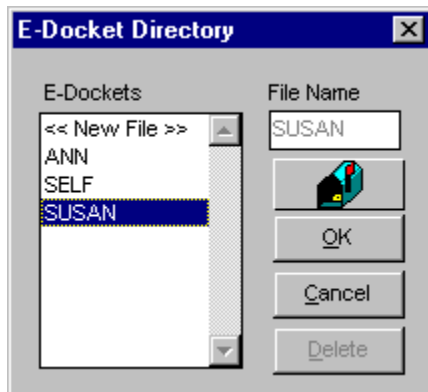 E-Docket Directory
E-Dockets
<< New File >>
ANN
SELF
SUSAN
File Name
SUSAN
OK
Cancel
Delete